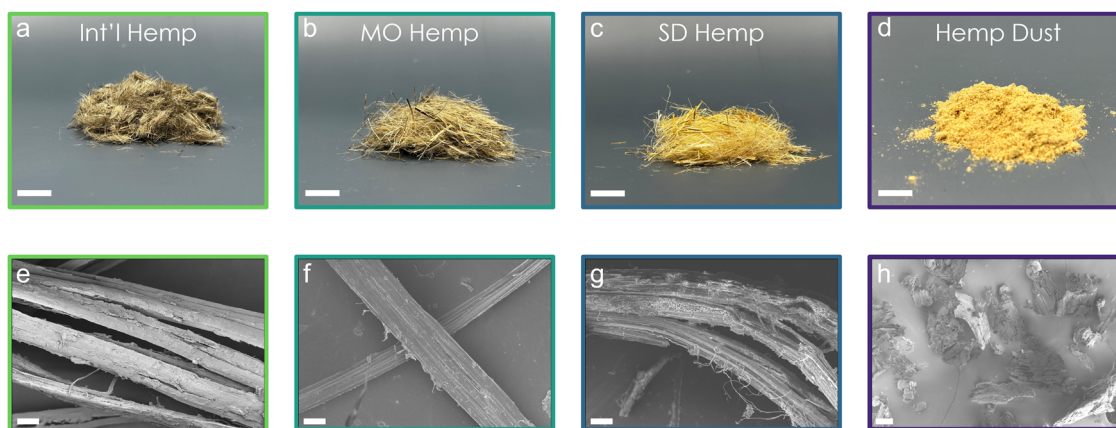 a Int'l Hemp
b MO Hemp
c SD Hemp
d Hemp Dust
e
f
g
h